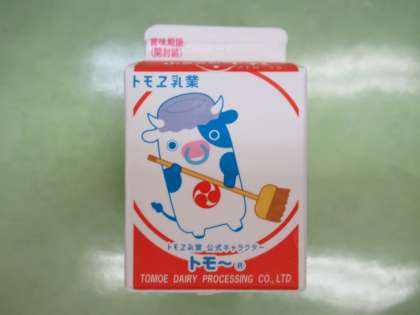 賞味期限
(開封前)
トモヱ乳業
トモヱ乳業 公式キャラクター
トモ〜®
TOMOE DAIRY PROCESSING CO., LTD